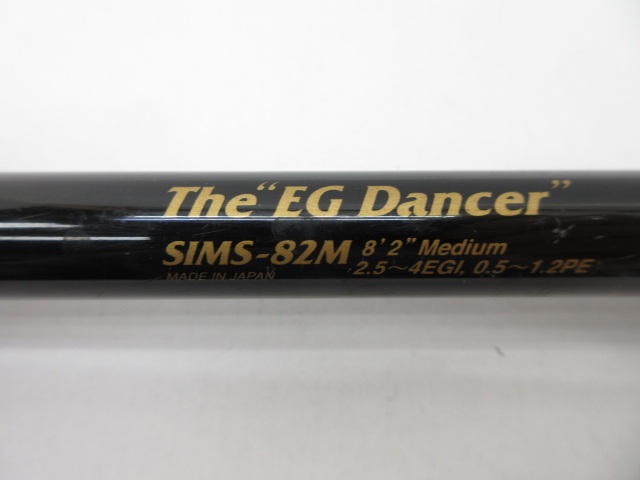 The "EG Dancer"
SIMS-82M 8'2" Medium
2.5~4EGI, 0.5~1.2PE
MADE IN JAPAN